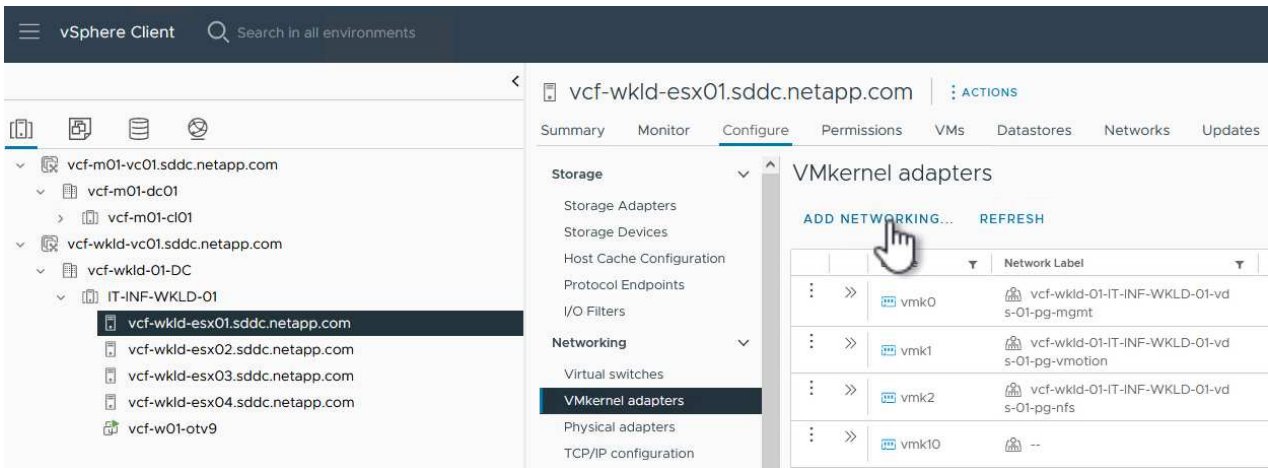 vSphere Client
Search in all environments
vcf-m01-vc01.sddc.netapp.com
vcf-m01-dc01
vcf-m01-cl01
vcf-wkld-vc01.sddc.netapp.com
vcf-wkld-01-DC
IT-INF-WKLD-01
vcf-wkld-esx01.sddc.netapp.com
vcf-wkld-esx02.sddc.netapp.com
vcf-wkld-esx03.sddc.netapp.com
vcf-wkld-esx04.sddc.netapp.com
vcf-w01-otv9
vcf-wkld-esx01.sddc.netapp.com ACTIONS
Summary Monitor Configure Permissions VMs Datastores Networks Updates
Storage
Storage Adapters
Storage Devices
Host Cache Configuration
Protocol Endpoints
I/O Filters
Networking
Virtual switches
VMkernel adapters
Physical adapters
TCP/IP configuration
VMkernel adapters
ADD NETWORKING... REFRESH
Network Label
vmk0 vcf-wkld-01-IT-INF-WKLD-01-vd
s-01-pg-mgmt
vmk1 vcf-wkld-01-IT-INF-WKLD-01-vd
s-01-pg-vmotion
vmk2 vcf-wkld-01-IT-INF-WKLD-01-vd
s-01-pg-nfs
vmk10 --